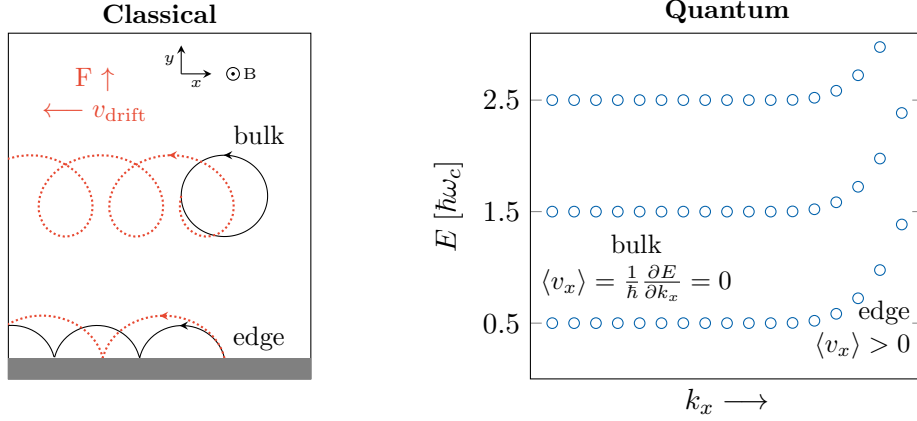 Classical
F ↑
← v_drift
y
x
⊙ B
bulk
edge
Quantum
E [ℏω_c]
2.5
1.5
0.5
bulk
⟨v_x⟩ = 1/ℏ ∂E/∂k_x = 0
edge
⟨v_x⟩ > 0
k_x ⟶